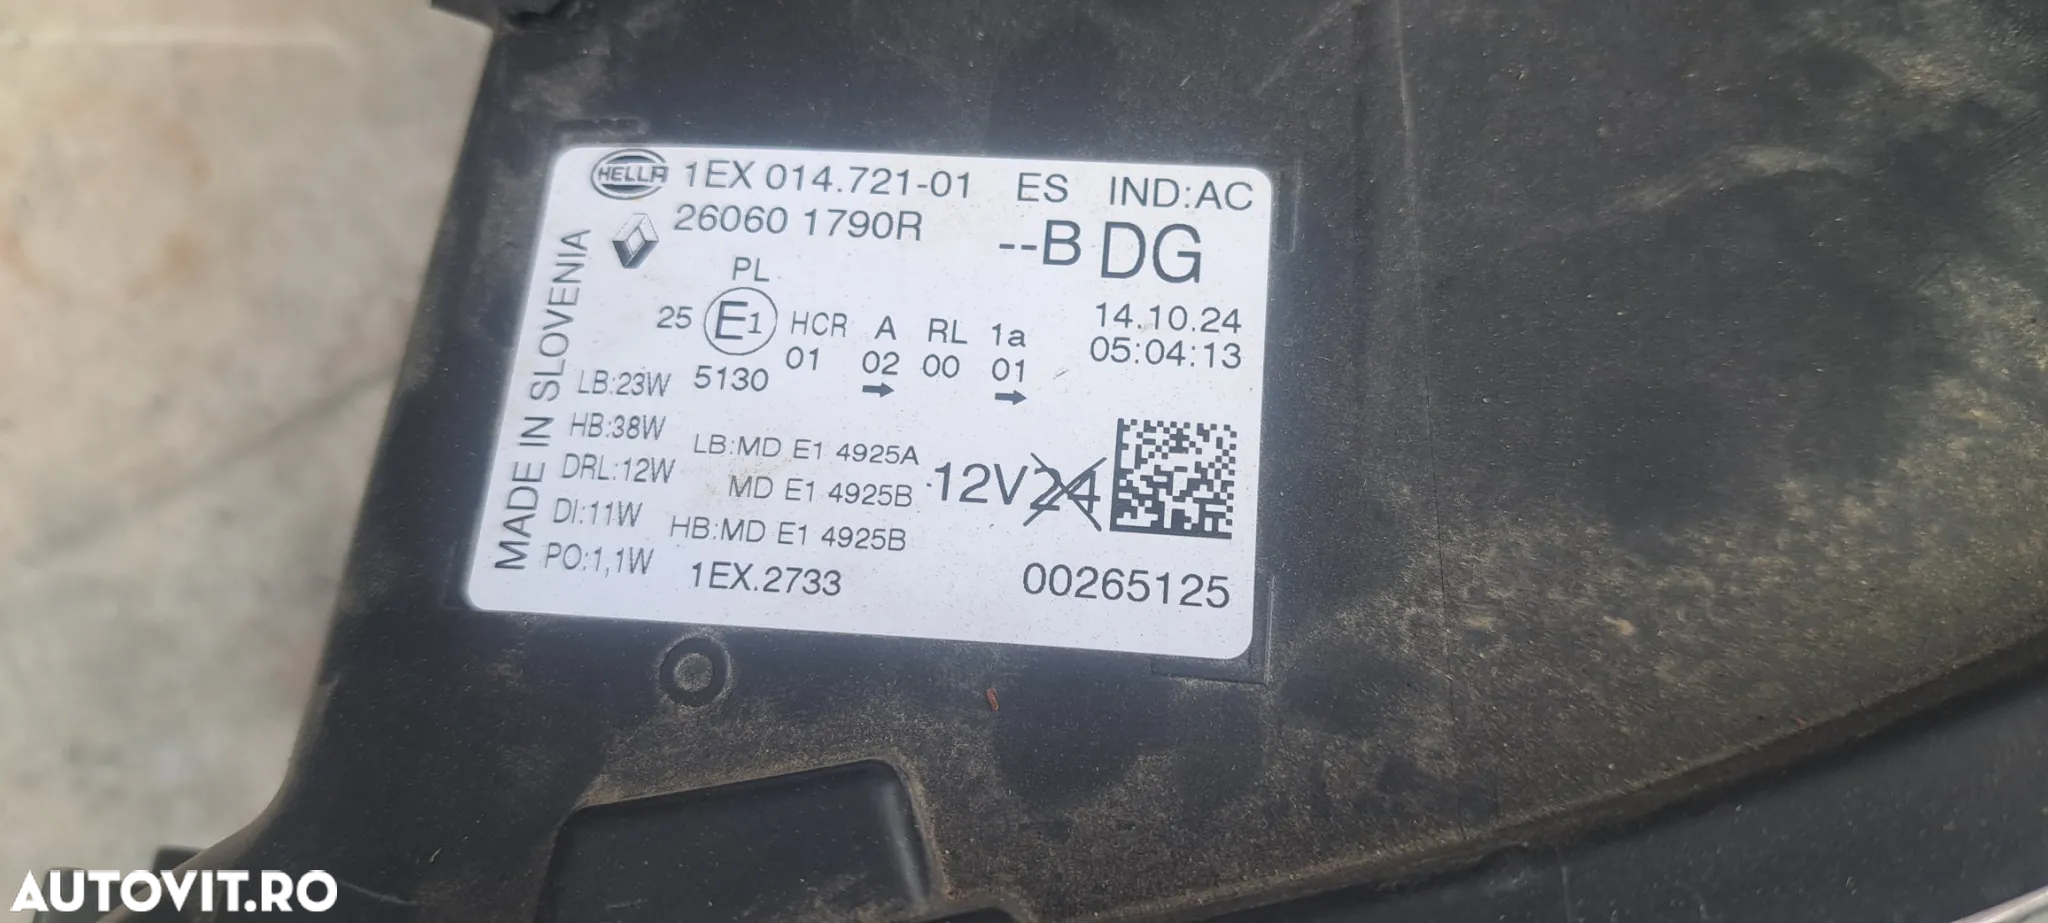 HELLA 1EX 014.721-01 ES IND:AC
26060 1790R --B DG
MADE IN SLOVENIA
PL
25 E1 HCR A RL 1a 14.10.24
01 02 00 01 05:04:13
LB:23W 5130 → →
HB:38W LB:MD E1 4925A
DRL:12W MD E1 4925B 12V24
DI:11W HB:MD E1 4925B
PO:1,1W 1EX.2733 00265125
AUTOVIT.RO